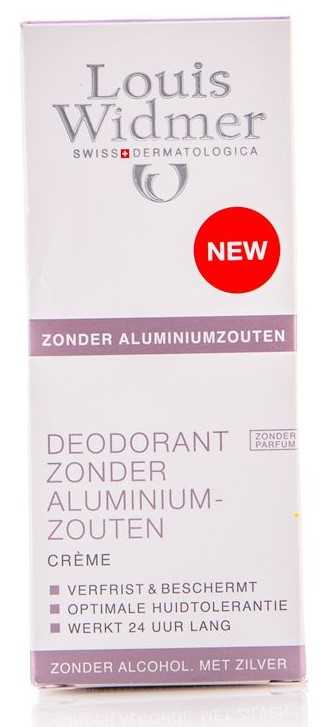 Louis
Widmer
SWISS DERMATOLOGICA
NEW
ZONDER ALUMINIUMZOUTEN
DEODORANT
ZONDER
ALUMINIUM-
ZOUTEN
ZONDER
PARFUM
CRÈME
VERFRIST & BESCHERMT
OPTIMALE HUIDTOLERANTIE
WERKT 24 UUR LANG
ZONDER ALCOHOL. MET ZILVER